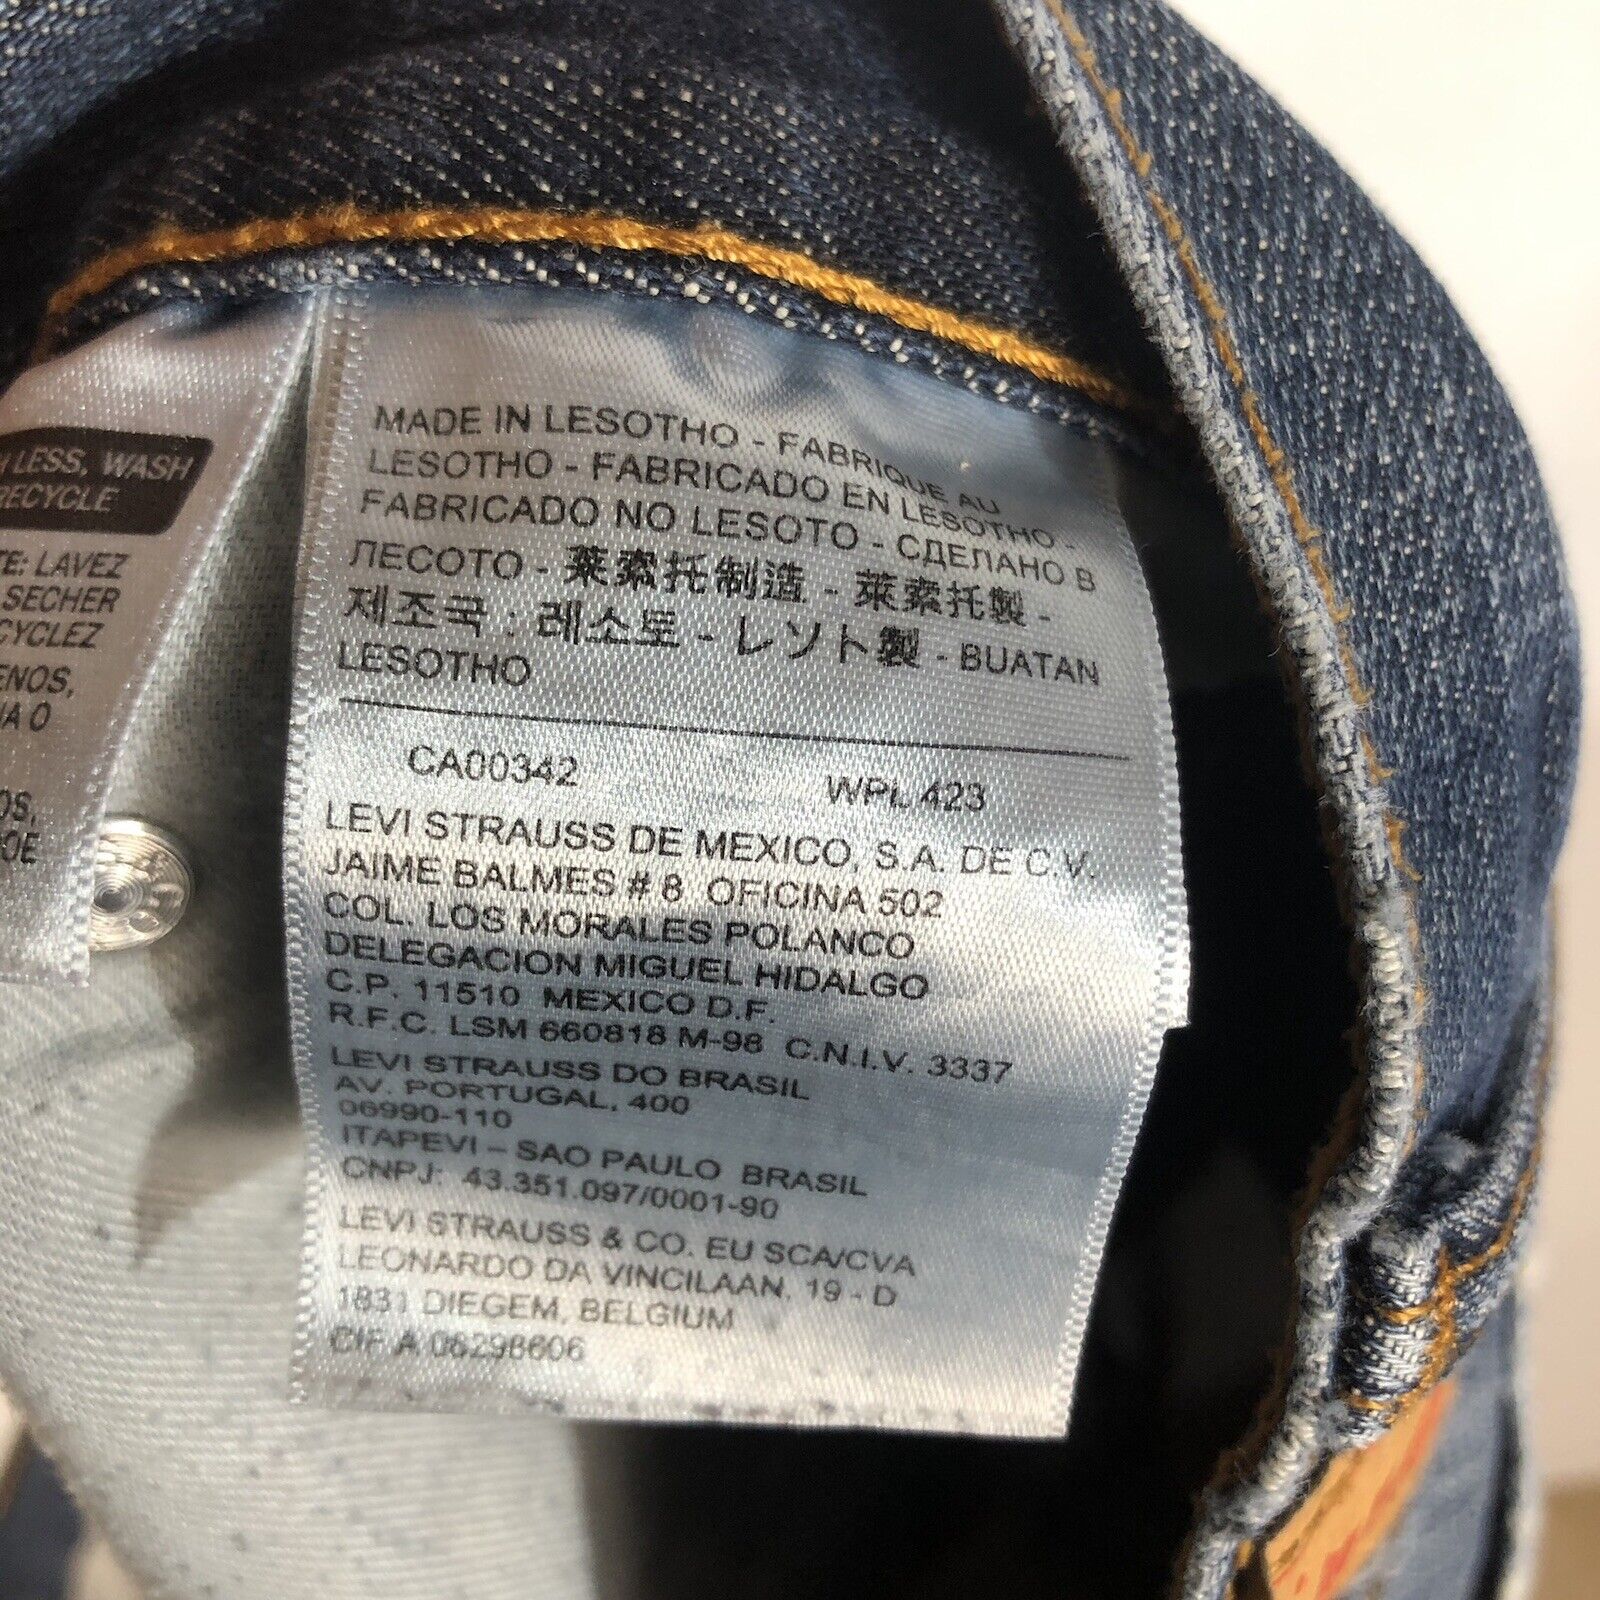 LESS, WASH
RECYCLE
TE: LAVEZ
SECHER
CYCLEZ
ENOS,
OS,
MADE IN LESOTHO - FABRIQUE AU
LESOTHO - FABRICADO EN LESOTHO -
FABRICADO NO LESOTO - СДЕЛАНО В
ЛЕСОТО - 莱索托制造 - 萊索托製 -
제조국 : 레소토 - レソト製 - BUATAN
LESOTHO
CA00342 WPL 423
LEVI STRAUSS DE MEXICO, S.A. DE C.V.
JAIME BALMES # 8 OFICINA 502
COL. LOS MORALES POLANCO
DELEGACION MIGUEL HIDALGO
C.P. 11510 MEXICO D.F.
R.F.C. LSM 660818 M-98 C.N.I.V. 3337
LEVI STRAUSS DO BRASIL
AV. PORTUGAL, 400
06990-110
ITAPEVI – SAO PAULO BRASIL
CNPJ: 43.351.097/0001-90
LEVI STRAUSS & CO. EU SCA/CVA
LEONARDO DA VINCILAAN, 19 - D
1831 DIEGEM, BELGIUM
CIF A 08298606